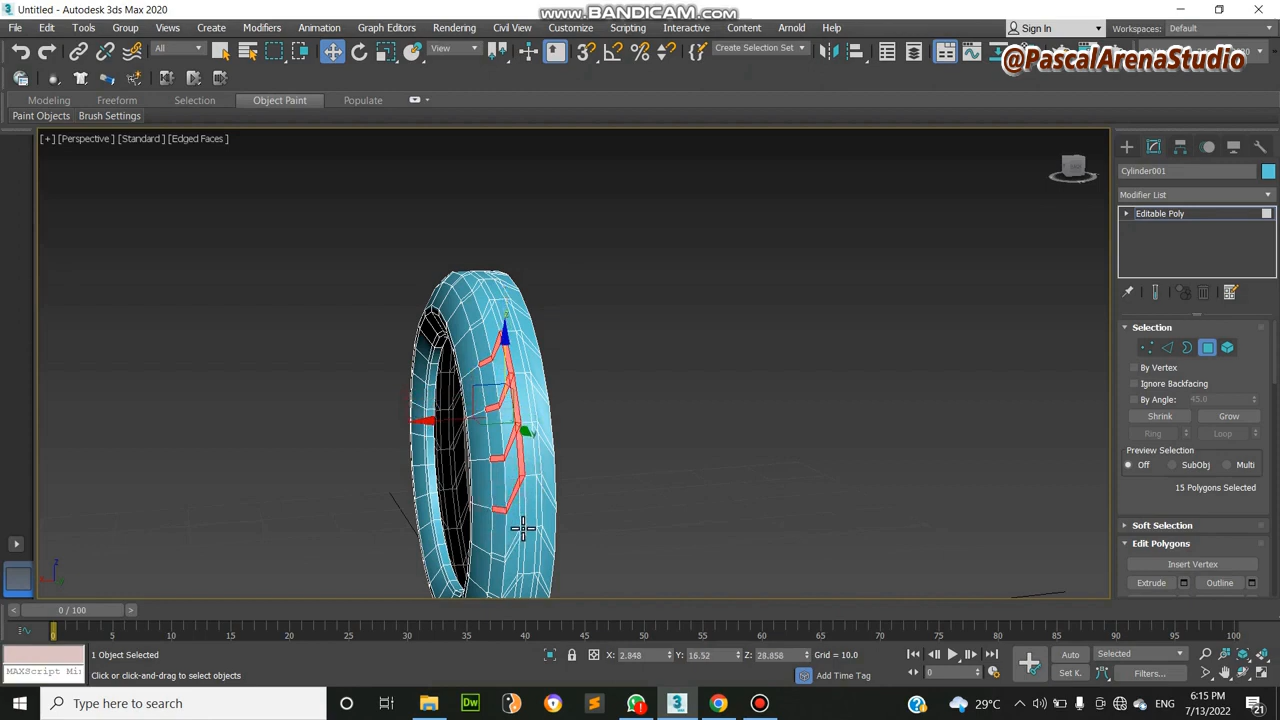 Untitled - Autodesk 3ds Max 2020
www.BANDICAM.com
File Edit Tools Group Views Create Modifiers Animation Graph Editors Rendering Civil View Customize Scripting Interactive Content Arnold Help
Sign In
Workspaces: Default
All
View
Create Selection Set
@PascalArenaStudio
Modeling Freeform Selection Object Paint Populate
Paint Objects Brush Settings
[+] [Perspective ] [Standard ] [Edged Faces ]
Cylinder001
Modifier List
Editable Poly
Selection
By Vertex
Ignore Backfacing
By Angle: 45.0
Shrink Grow
Ring Loop
Preview Selection
Off SubObj Multi
15 Polygons Selected
Soft Selection
Edit Polygons
Insert Vertex
Extrude Outline
0 / 100
0 5 10 15 20 25 30 35 40 45 50 55 60 65 70 75 80 85 90 95 100
1 Object Selected
X: 2.848 Y: 16.52 Z: 28.858 Grid = 10.0
Auto Selected
MAXScript Mi:
Click or click-and-drag to select objects
Add Time Tag
0
Set K. Filters...
Type here to search
29°C
ENG
6:15 PM
7/13/2022
21